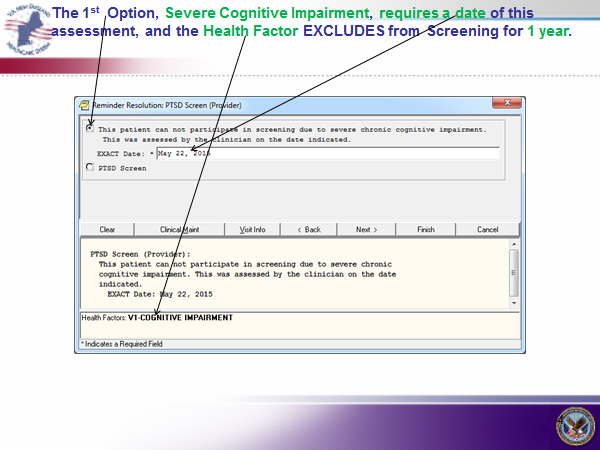 The 1st Option, Severe Cognitive Impairment, requires a date of this
assessment, and the Health Factor EXCLUDES from Screening for 1 year.
VA NEW ENGLAND
HEALTHCARE SYSTEM
Reminder Resolution: PTSD Screen (Provider)
This patient can not participate in screening due to severe chronic cognitive impairment.
This was assessed by the clinician on the date indicated.
EXACT Date: * May 22, 2015
PTSD Screen
Clear Clinical Maint Visit Info < Back Next > Finish Cancel
PTSD Screen (Provider):
This patient can not participate in screening due to severe chronic
cognitive impairment. This was assessed by the clinician on the date
indicated.
EXACT Date: May 22, 2015
Health Factors: V1-COGNITIVE IMPAIRMENT
* Indicates a Required Field